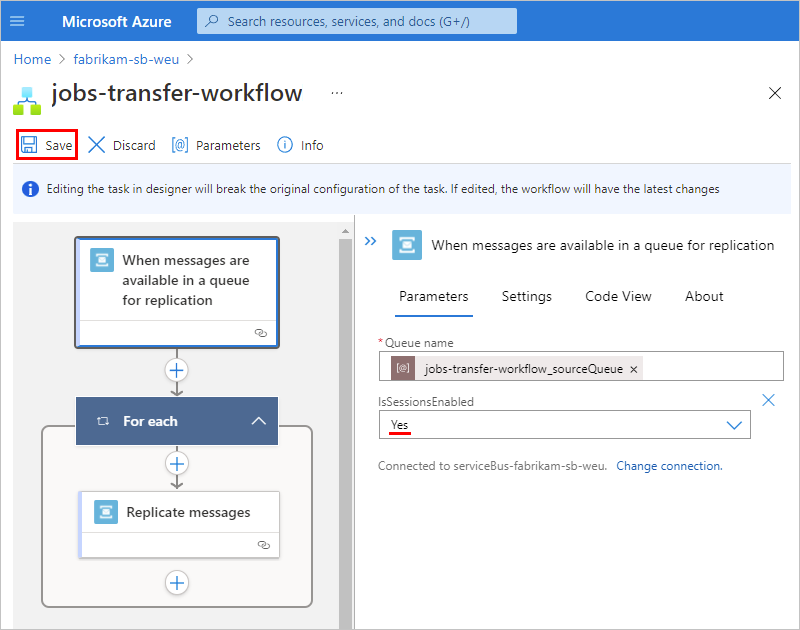 Microsoft Azure
Search resources, services, and docs (G+/)
Home > fabrikam-sb-weu >
jobs-transfer-workflow ...
Save Discard [@] Parameters Info
Editing the task in designer will break the original configuration of the task. If edited, the workflow will have the latest changes
When messages are
available in a queue
for replication
For each
Replicate messages
When messages are available in a queue for replication
Parameters Settings Code View About
* Queue name
[@] jobs-transfer-workflow_sourceQueue ×
IsSessionsEnabled
Yes
Connected to serviceBus-fabrikam-sb-weu. Change connection.